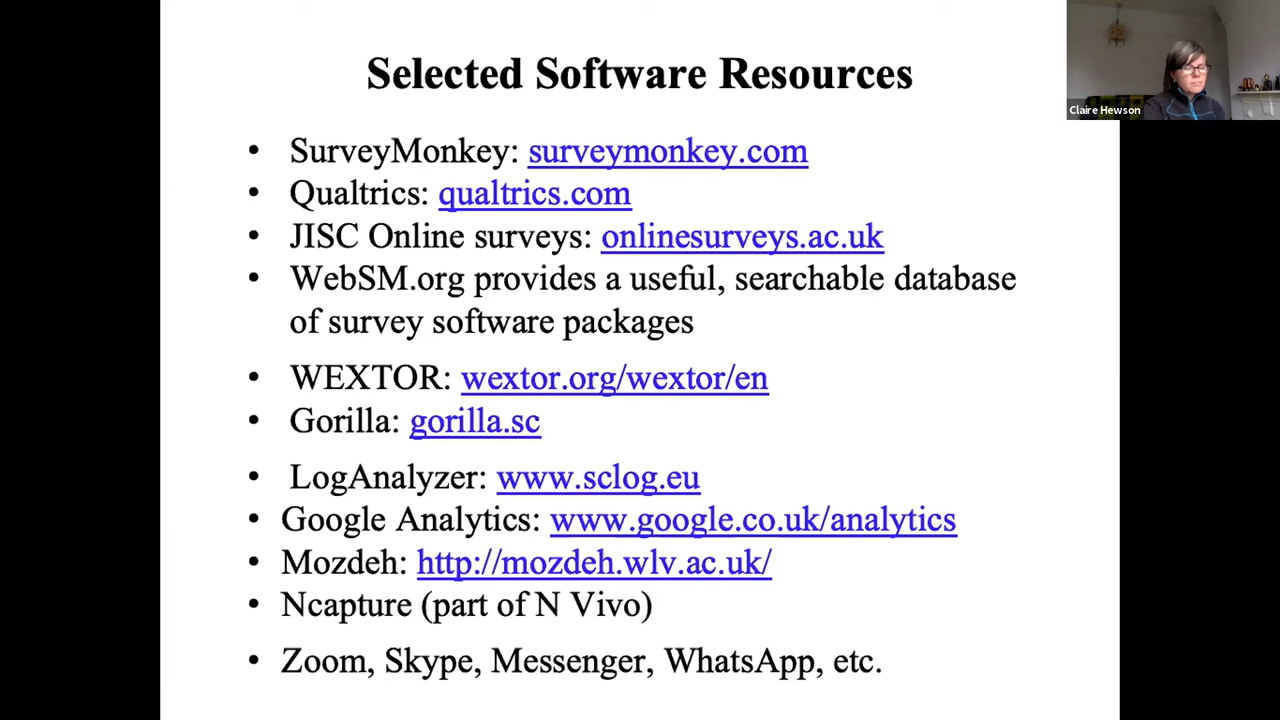 Selected Software Resources
Claire Hewson
• SurveyMonkey: surveymonkey.com
• Qualtrics: qualtrics.com
• JISC Online surveys: onlinesurveys.ac.uk
• WebSM.org provides a useful, searchable database
of survey software packages
• WEXTOR: wextor.org/wextor/en
• Gorilla: gorilla.sc
• LogAnalyzer: www.sclog.eu
• Google Analytics: www.google.co.uk/analytics
• Mozdeh: http://mozdeh.wlv.ac.uk/
• Ncapture (part of N Vivo)
• Zoom, Skype, Messenger, WhatsApp, etc.